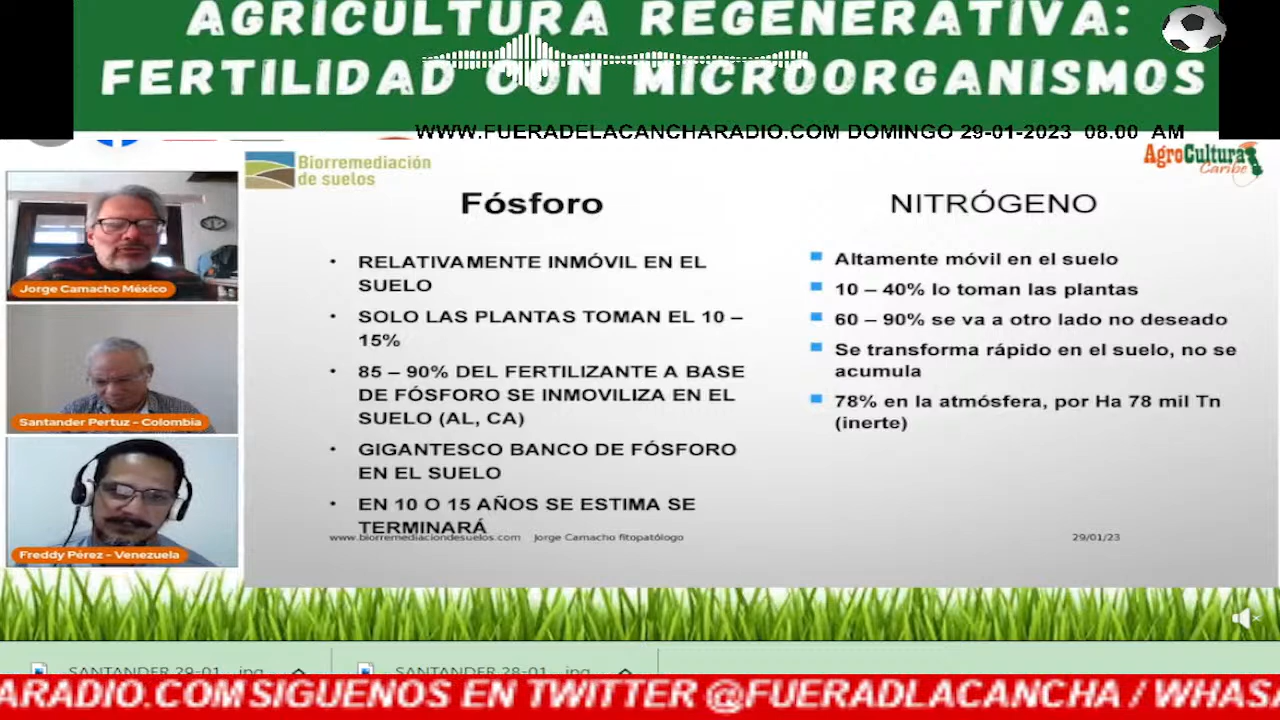 AGRICULTURA REGENERATIVA:
FERTILIDAD CON MICROORGANISMOS
WWW.FUERADELACANCHARADIO.COM DOMINGO 29-01-2023 08.00 AM
Biorremediación
de suelos
AgroCultura
Caribe
Jorge Camacho México
Santander Pertuz - Colombia
Freddy Pérez - Venezuela
Fósforo
• RELATIVAMENTE INMÓVIL EN EL
SUELO
• SOLO LAS PLANTAS TOMAN EL 10 –
15%
• 85 – 90% DEL FERTILIZANTE A BASE
DE FÓSFORO SE INMOVILIZA EN EL
SUELO (AL, CA)
• GIGANTESCO BANCO DE FÓSFORO
EN EL SUELO
• EN 10 O 15 AÑOS SE ESTIMA SE
TERMINARÁ
NITRÓGENO
Altamente móvil en el suelo
10 – 40% lo toman las plantas
60 – 90% se va a otro lado no deseado
Se transforma rápido en el suelo, no se
acumula
78% en la atmósfera, por Ha 78 mil Tn
(inerte)
www.biorremediaciondesuelos.com Jorge Camacho fitopatólogo
29/01/23
SANTANDER 29-01 ....jpg
SANTANDER 28-01 ....jpg
ARADIO.COM SIGUENOS EN TWITTER @FUERADLACANCHA / WHASA